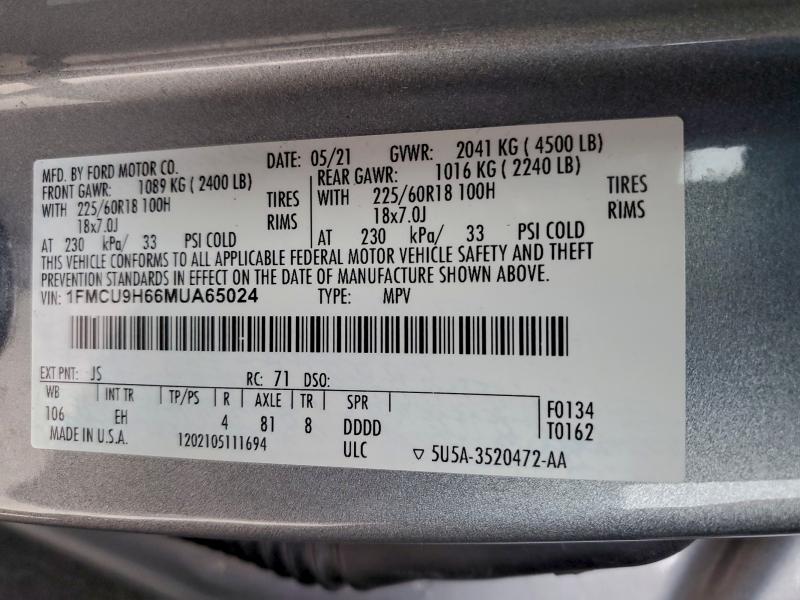 MFD. BY FORD MOTOR CO. DATE: 05/21 GVWR: 2041 KG ( 4500 LB)
FRONT GAWR: 1089 KG ( 2400 LB) REAR GAWR: 1016 KG ( 2240 LB)
WITH 225/60R18 100H TIRES WITH 225/60R18 100H TIRES
18x7.0J RIMS 18x7.0J RIMS
AT 230 kPa/ 33 PSI COLD AT 230 kPa/ 33 PSI COLD
THIS VEHICLE CONFORMS TO ALL APPLICABLE FEDERAL MOTOR VEHICLE SAFETY AND THEFT
PREVENTION STANDARDS IN EFFECT ON THE DATE OF MANUFACTURE SHOWN ABOVE.
VIN: 1FMCU9H66MUA65024 TYPE: MPV
EXT PNT: JS RC: 71 DSO:
WB INT TR TP/PS R AXLE TR SPR F0134
106 EH 4 81 8 DDDD T0162
MADE IN U.S.A. 1202105111694 ULC ▽ 5U5A-3520472-AA